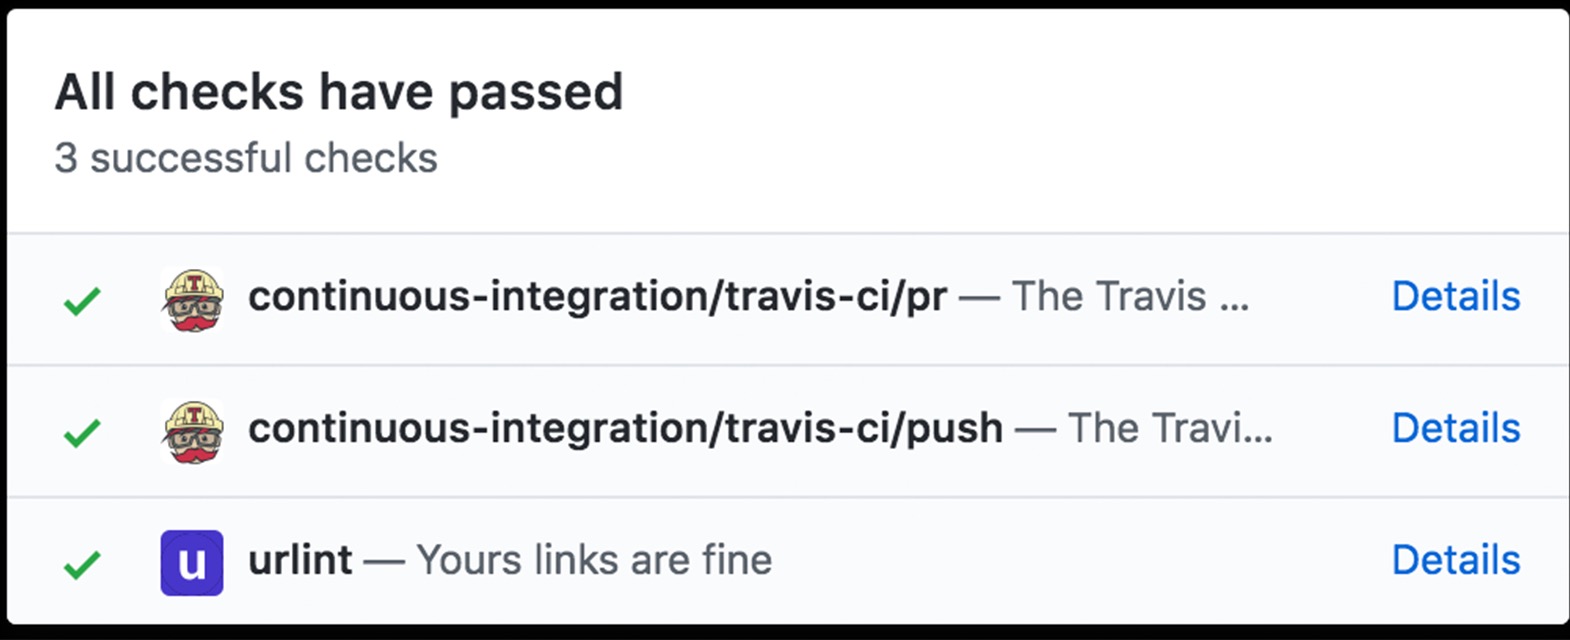 All checks have passed
3 successful checks
continuous-integration/travis-ci/pr — The Travis ... Details
continuous-integration/travis-ci/push — The Travi... Details
u urlint — Yours links are fine Details